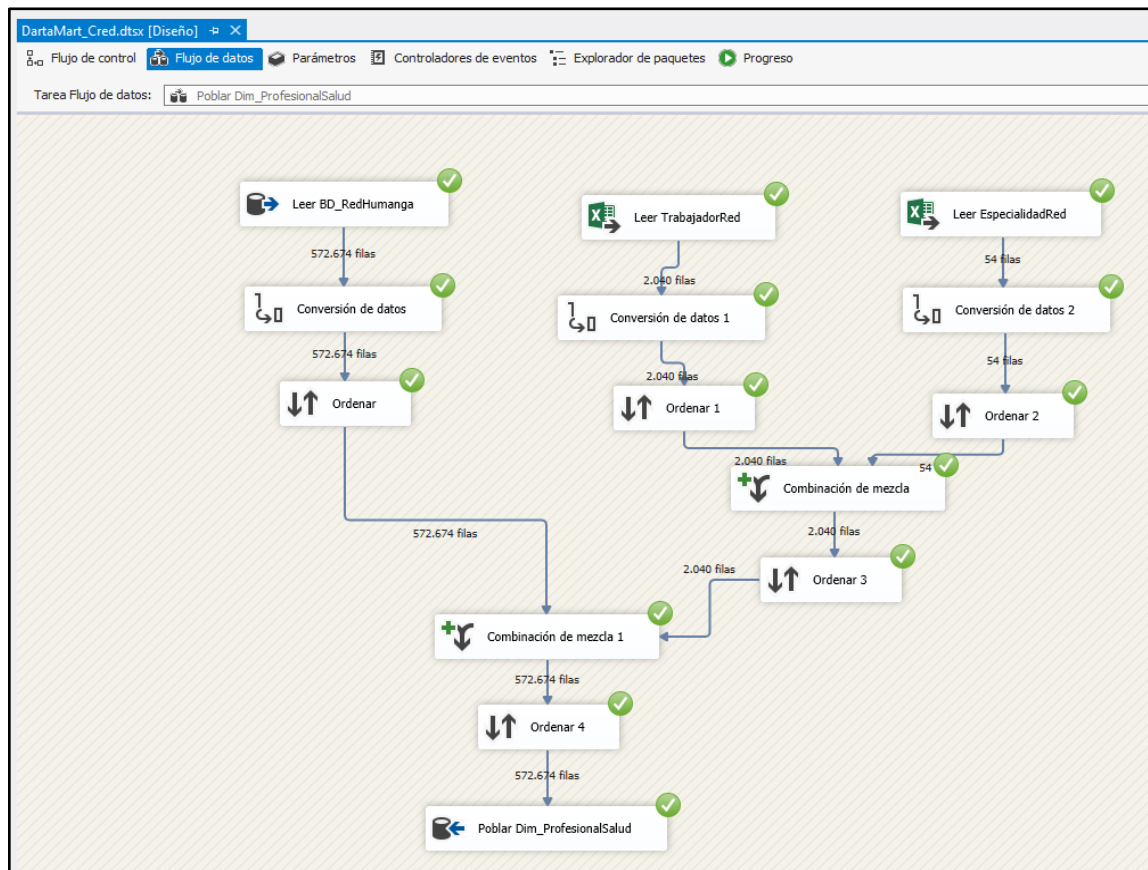 DartaMart_Cred.dtsx [Diseño]
Flujo de control Flujo de datos Parámetros Controladores de eventos Explorador de paquetes Progreso
Tarea Flujo de datos: Poblar Dim_ProfesionalSalud
Leer BD_RedHumanga
Leer TrabajadorRed
Leer EspecialidadRed
572.674 filas
2.040 filas
54 filas
Conversión de datos
Conversión de datos 1
Conversión de datos 2
572.674 filas
2.040 filas
54 filas
Ordenar
Ordenar 1
Ordenar 2
2.040 filas
54
Combinación de mezcla
572.674 filas
2.040 filas
2.040 filas
Ordenar 3
Combinación de mezcla 1
572.674 filas
Ordenar 4
572.674 filas
Poblar Dim_ProfesionalSalud